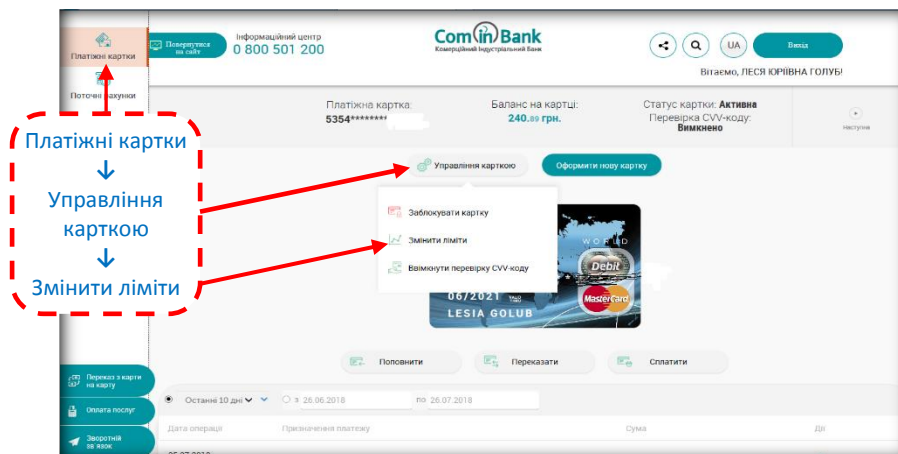 Платіжні картки
Поточні рахунки
Повернутися
на сайт
Інформаційний центр
0 800 501 200
Com in Bank
Комерційний Індустріальний Банк
UA
Вихід
Вітаємо, ЛЕСЯ ЮРІЇВНА ГОЛУБ!
Платіжна картка:
5354********
Баланс на картці:
240.89 грн.
Статус картки: Активна
Перевірка CVV-коду:
Вимкнено
Наступна
Платіжні картки
↓
Управління
карткою
↓
Змінити ліміти
Управління карткою
Оформити нову картку
Заблокувати картку
Змінити ліміти
Ввімкнути перевірку CVV-коду
WORLD
Debit
MasterCard
06/2021
LESIA GOLUB
Поповнити
Переказати
Сплатити
Переказ з карти
на карту
Оплата послуг
Зворотній
зв'язок
Останні 10 дні
з 26.06.2018
по 26.07.2018
Дата операції
Призначення платежу
Сума
Дії